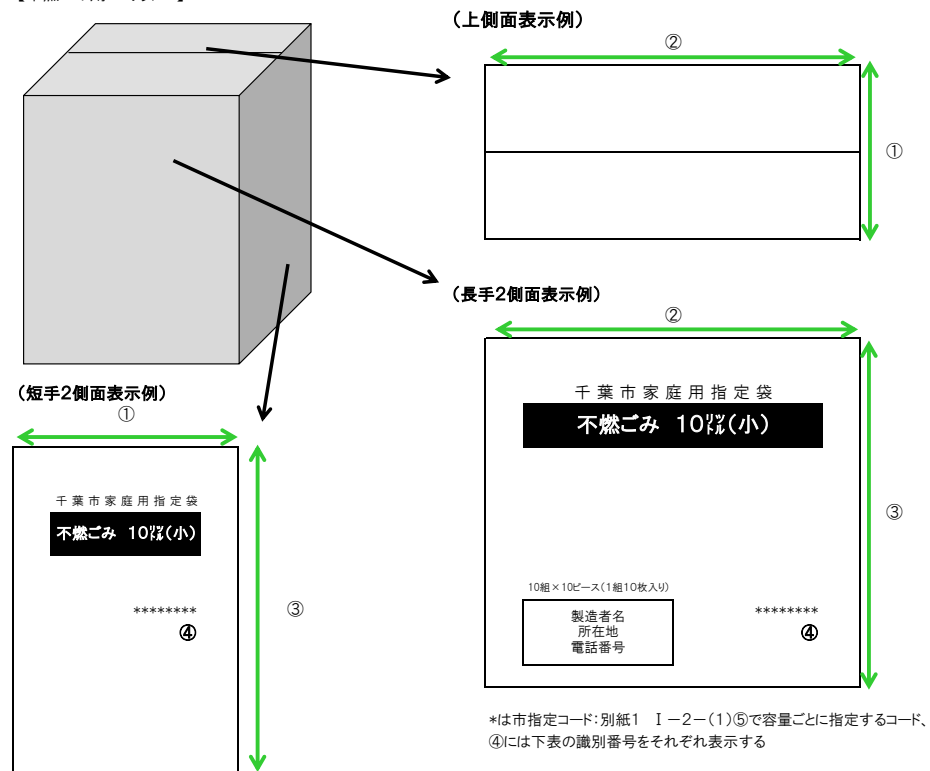 （上側面表示例）
②
①
（長手2側面表示例）
②
千葉市家庭用指定袋
不燃ごみ 10㍑(小)
③
10組×10ピース(1組10枚入り)
製造者名
所在地
電話番号
********
④
*は市指定コード：別紙1 Ⅰ－2－(1)⑤で容量ごとに指定するコード、
④には下表の識別番号をそれぞれ表示する
（短手2側面表示例）
①
千葉市家庭用指定袋
不燃ごみ 10㍑(小)
********
④
③